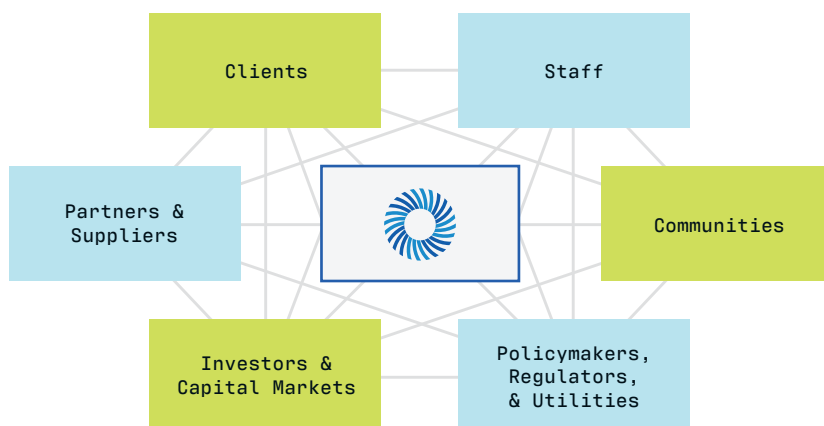 Clients
Staff
Partners &
Suppliers
Communities
Investors &
Capital Markets
Policymakers,
Regulators,
& Utilities